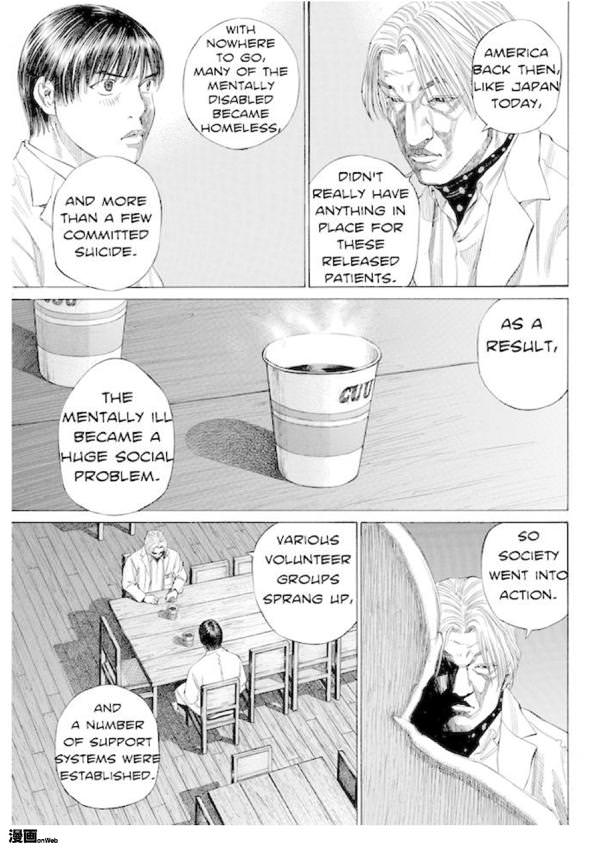 AMERICA
BACK THEN,
LIKE JAPAN
TODAY,
DIDN'T
REALLY HAVE
ANYTHING IN
PLACE FOR
THESE
RELEASED
PATIENTS.
WITH
NOWHERE
TO GO,
MANY OF THE
MENTALLY
DISABLED
BECAME
HOMELESS,
AND MORE
THAN A FEW
COMMITTED
SUICIDE.
AS A
RESULT,
THE
MENTALLY ILL
BECAME A
HUGE SOCIAL
PROBLEM.
SO
SOCIETY
WENT INTO
ACTION.
VARIOUS
VOLUNTEER
GROUPS
SPRANG UP,
AND
A NUMBER
OF SUPPORT
SYSTEMS WERE
ESTABLISHED.
漫画onWeb